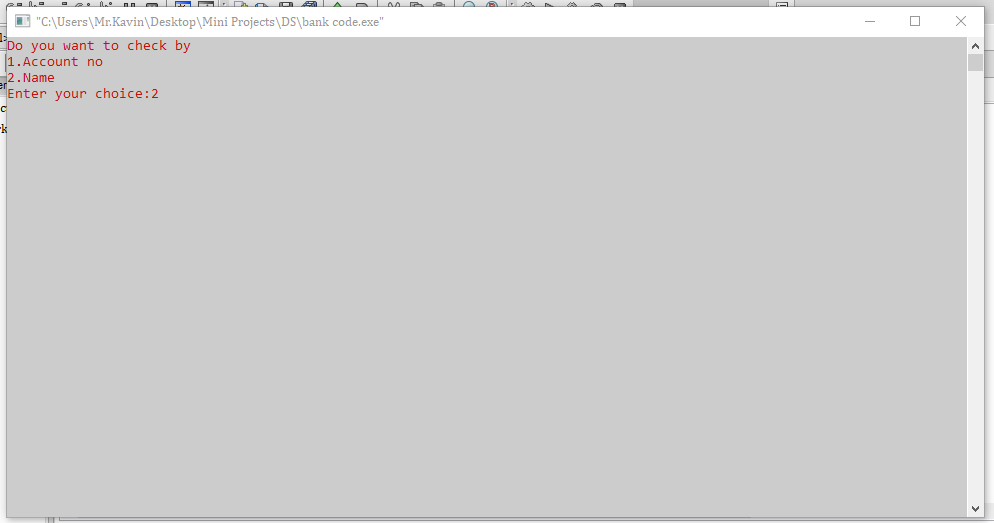 "C:\Users\Mr.Kavin\Desktop\Mini Projects\DS\bank code.exe"
Do you want to check by
1.Account no
2.Name
Enter your choice:2